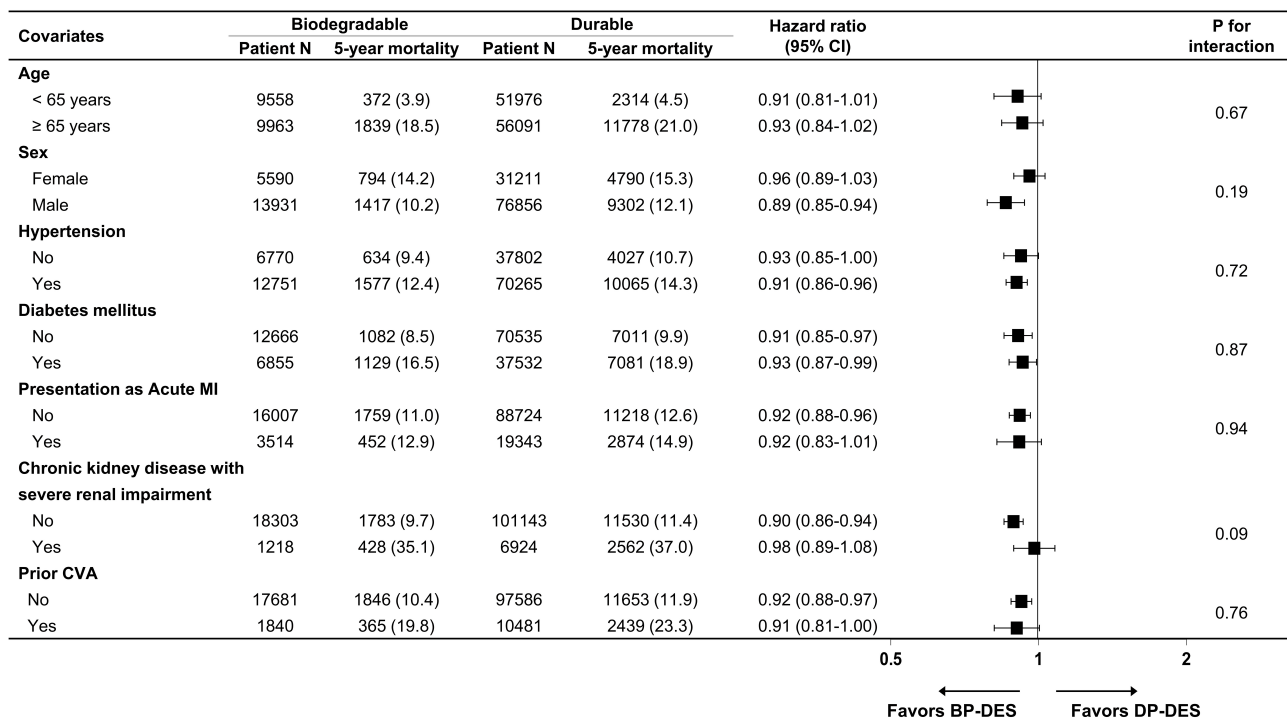 Covariates Biodegradable Durable Hazard ratio (95% CI) P for interaction
Patient N 5-year mortality Patient N 5-year mortality
Age
< 65 years 9558 372 (3.9) 51976 2314 (4.5) 0.91 (0.81-1.01)
0.67
≥ 65 years 9963 1839 (18.5) 56091 11778 (21.0) 0.93 (0.84-1.02)
Sex
Female 5590 794 (14.2) 31211 4790 (15.3) 0.96 (0.89-1.03)
0.19
Male 13931 1417 (10.2) 76856 9302 (12.1) 0.89 (0.85-0.94)
Hypertension
No 6770 634 (9.4) 37802 4027 (10.7) 0.93 (0.85-1.00)
0.72
Yes 12751 1577 (12.4) 70265 10065 (14.3) 0.91 (0.86-0.96)
Diabetes mellitus
No 12666 1082 (8.5) 70535 7011 (9.9) 0.91 (0.85-0.97)
0.87
Yes 6855 1129 (16.5) 37532 7081 (18.9) 0.93 (0.87-0.99)
Presentation as Acute MI
No 16007 1759 (11.0) 88724 11218 (12.6) 0.92 (0.88-0.96)
0.94
Yes 3514 452 (12.9) 19343 2874 (14.9) 0.92 (0.83-1.01)
Chronic kidney disease with
severe renal impairment
No 18303 1783 (9.7) 101143 11530 (11.4) 0.90 (0.86-0.94)
0.09
Yes 1218 428 (35.1) 6924 2562 (37.0) 0.98 (0.89-1.08)
Prior CVA
No 17681 1846 (10.4) 97586 11653 (11.9) 0.92 (0.88-0.97)
0.76
Yes 1840 365 (19.8) 10481 2439 (23.3) 0.91 (0.81-1.00)
0.5 1 2
Favors BP-DES Favors DP-DES